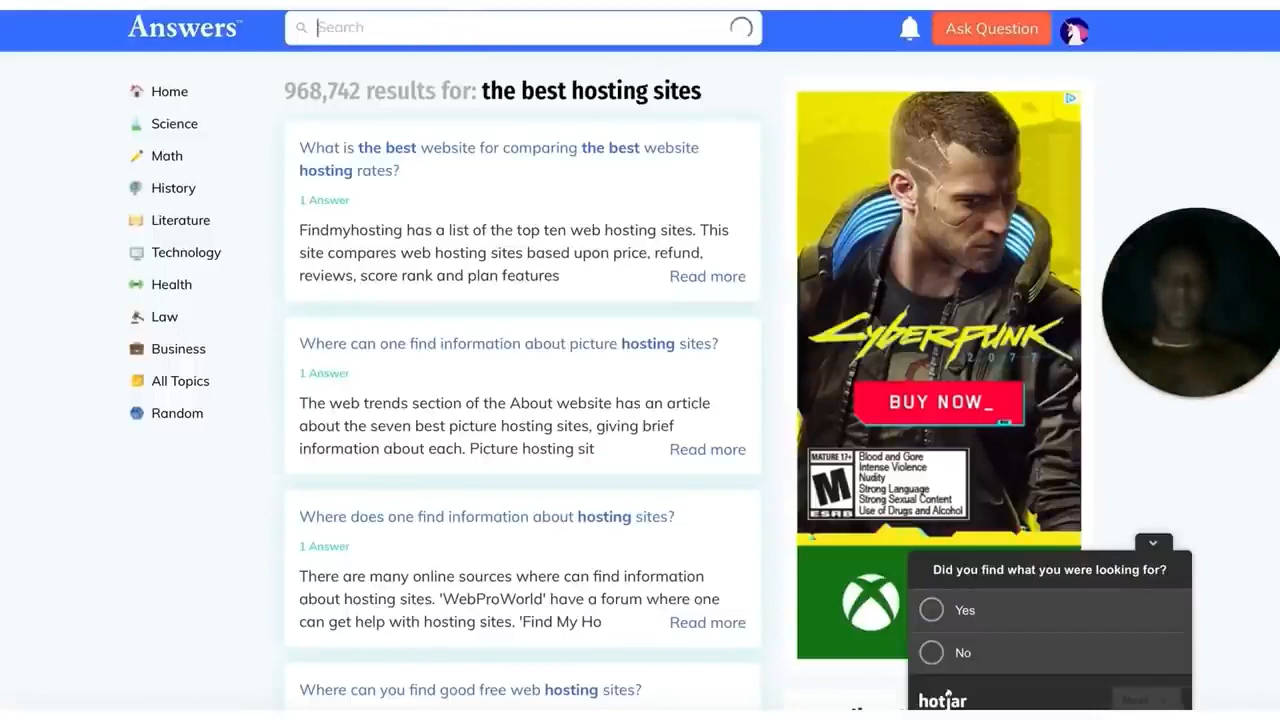 Answers™
Search
Ask Question
Home
Science
Math
History
Literature
Technology
Health
Law
Business
All Topics
Random
968,742 results for: the best hosting sites
What is the best website for comparing the best website
hosting rates?
1 Answer
Findmyhosting has a list of the top ten web hosting sites. This
site compares web hosting sites based upon price, refund,
reviews, score rank and plan features
Read more
Where can one find information about picture hosting sites?
1 Answer
The web trends section of the About website has an article
about the seven best picture hosting sites, giving brief
information about each. Picture hosting sit
Read more
Where does one find information about hosting sites?
1 Answer
There are many online sources where can find information
about hosting sites. 'WebProWorld' have a forum where one
can get help with hosting sites. 'Find My Ho
Read more
Where can you find good free web hosting sites?
CYBERPUNK
2077
BUY NOW_
MATURE 17+
M
ESRB
Blood and Gore
Intense Violence
Nudity
Strong Language
Strong Sexual Content
Use of Drugs and Alcohol
Did you find what you were looking for?
Yes
No
hotjar